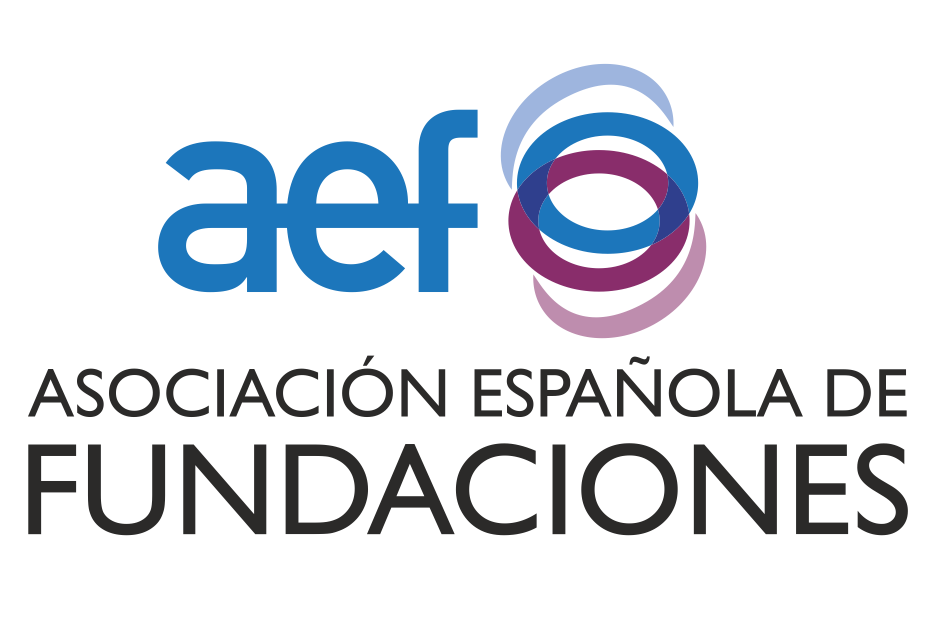 aef
ASOCIACIÓN ESPAÑOLA DE
FUNDACIONES